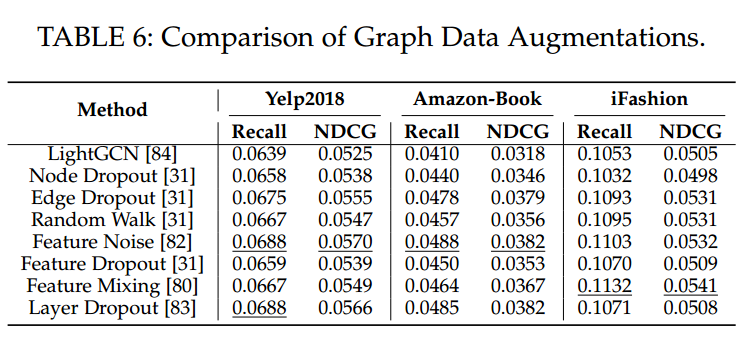 TABLE 6: Comparison of Graph Data Augmentations.
Method Yelp2018 Amazon-Book iFashion
Recall NDCG Recall NDCG Recall NDCG
LightGCN [84] 0.0639 0.0525 0.0410 0.0318 0.1053 0.0505
Node Dropout [31] 0.0658 0.0538 0.0440 0.0346 0.1032 0.0498
Edge Dropout [31] 0.0675 0.0555 0.0478 0.0379 0.1093 0.0531
Random Walk [31] 0.0667 0.0547 0.0457 0.0356 0.1095 0.0531
Feature Noise [82] 0.0688 0.0570 0.0488 0.0382 0.1103 0.0532
Feature Dropout [31] 0.0659 0.0539 0.0450 0.0353 0.1070 0.0509
Feature Mixing [80] 0.0667 0.0549 0.0464 0.0367 0.1132 0.0541
Layer Dropout [83] 0.0688 0.0566 0.0485 0.0382 0.1071 0.0508